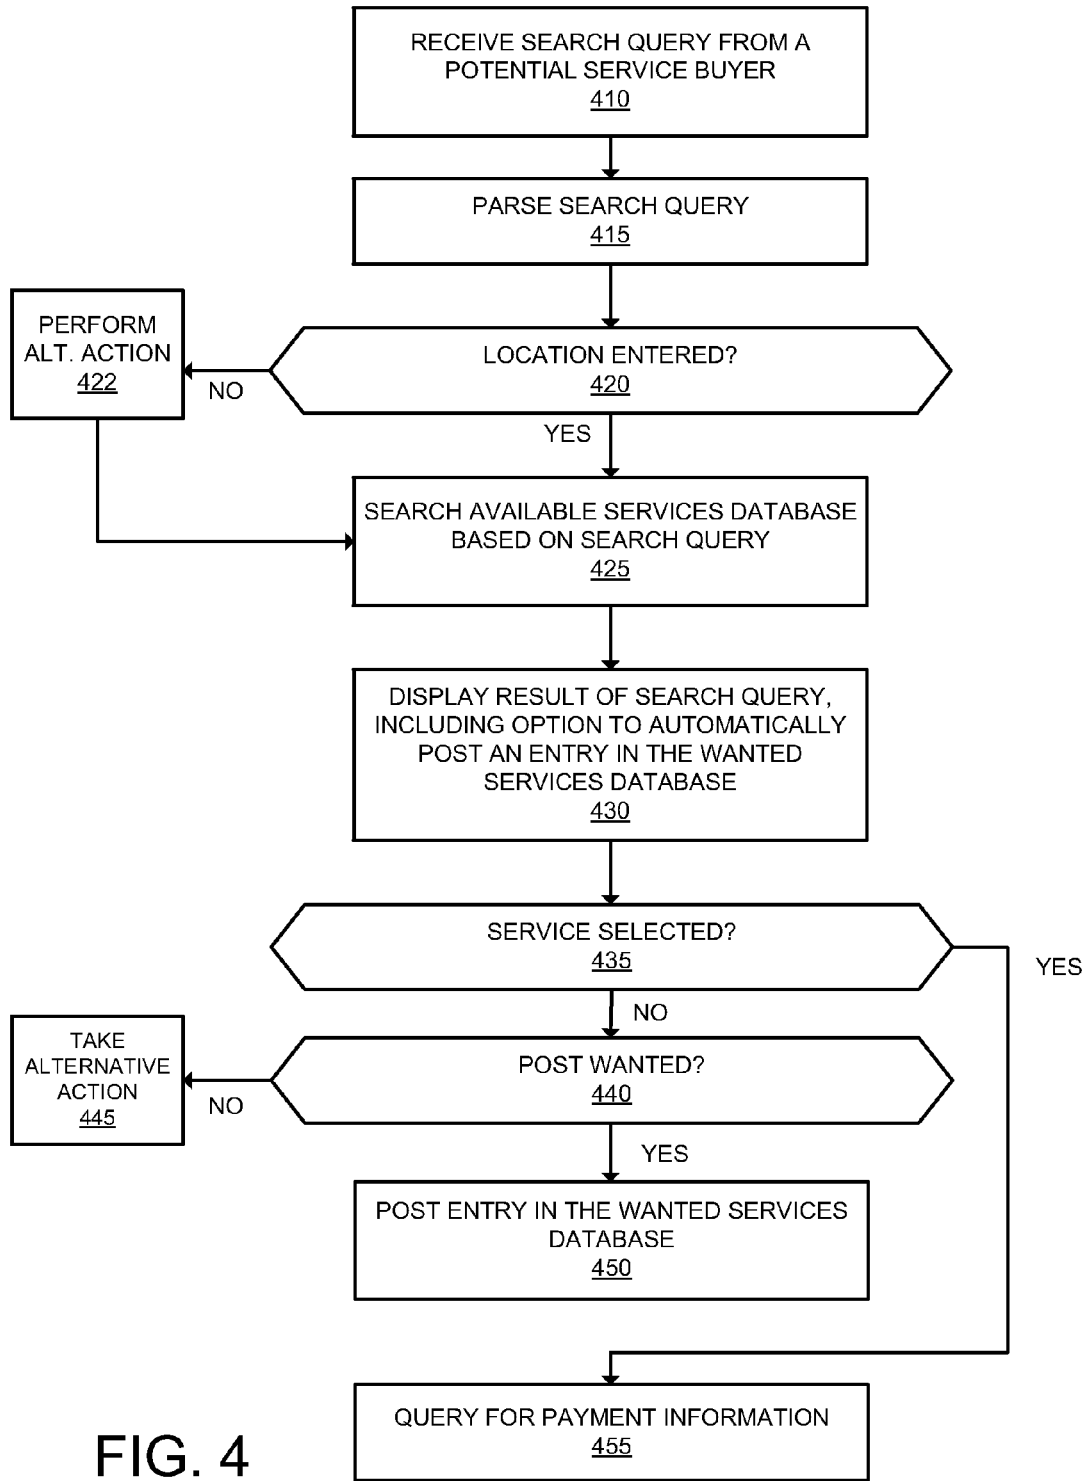 RECEIVE SEARCH QUERY FROM A
POTENTIAL SERVICE BUYER
410
PARSE SEARCH QUERY
415
PERFORM
ALT. ACTION
422
LOCATION ENTERED?
420
NO
YES
SEARCH AVAILABLE SERVICES DATABASE
BASED ON SEARCH QUERY
425
DISPLAY RESULT OF SEARCH QUERY,
INCLUDING OPTION TO AUTOMATICALLY
POST AN ENTRY IN THE WANTED
SERVICES DATABASE
430
SERVICE SELECTED?
435
YES
NO
TAKE
ALTERNATIVE
ACTION
445
POST WANTED?
440
NO
YES
POST ENTRY IN THE WANTED SERVICES
DATABASE
450
QUERY FOR PAYMENT INFORMATION
455
FIG. 4